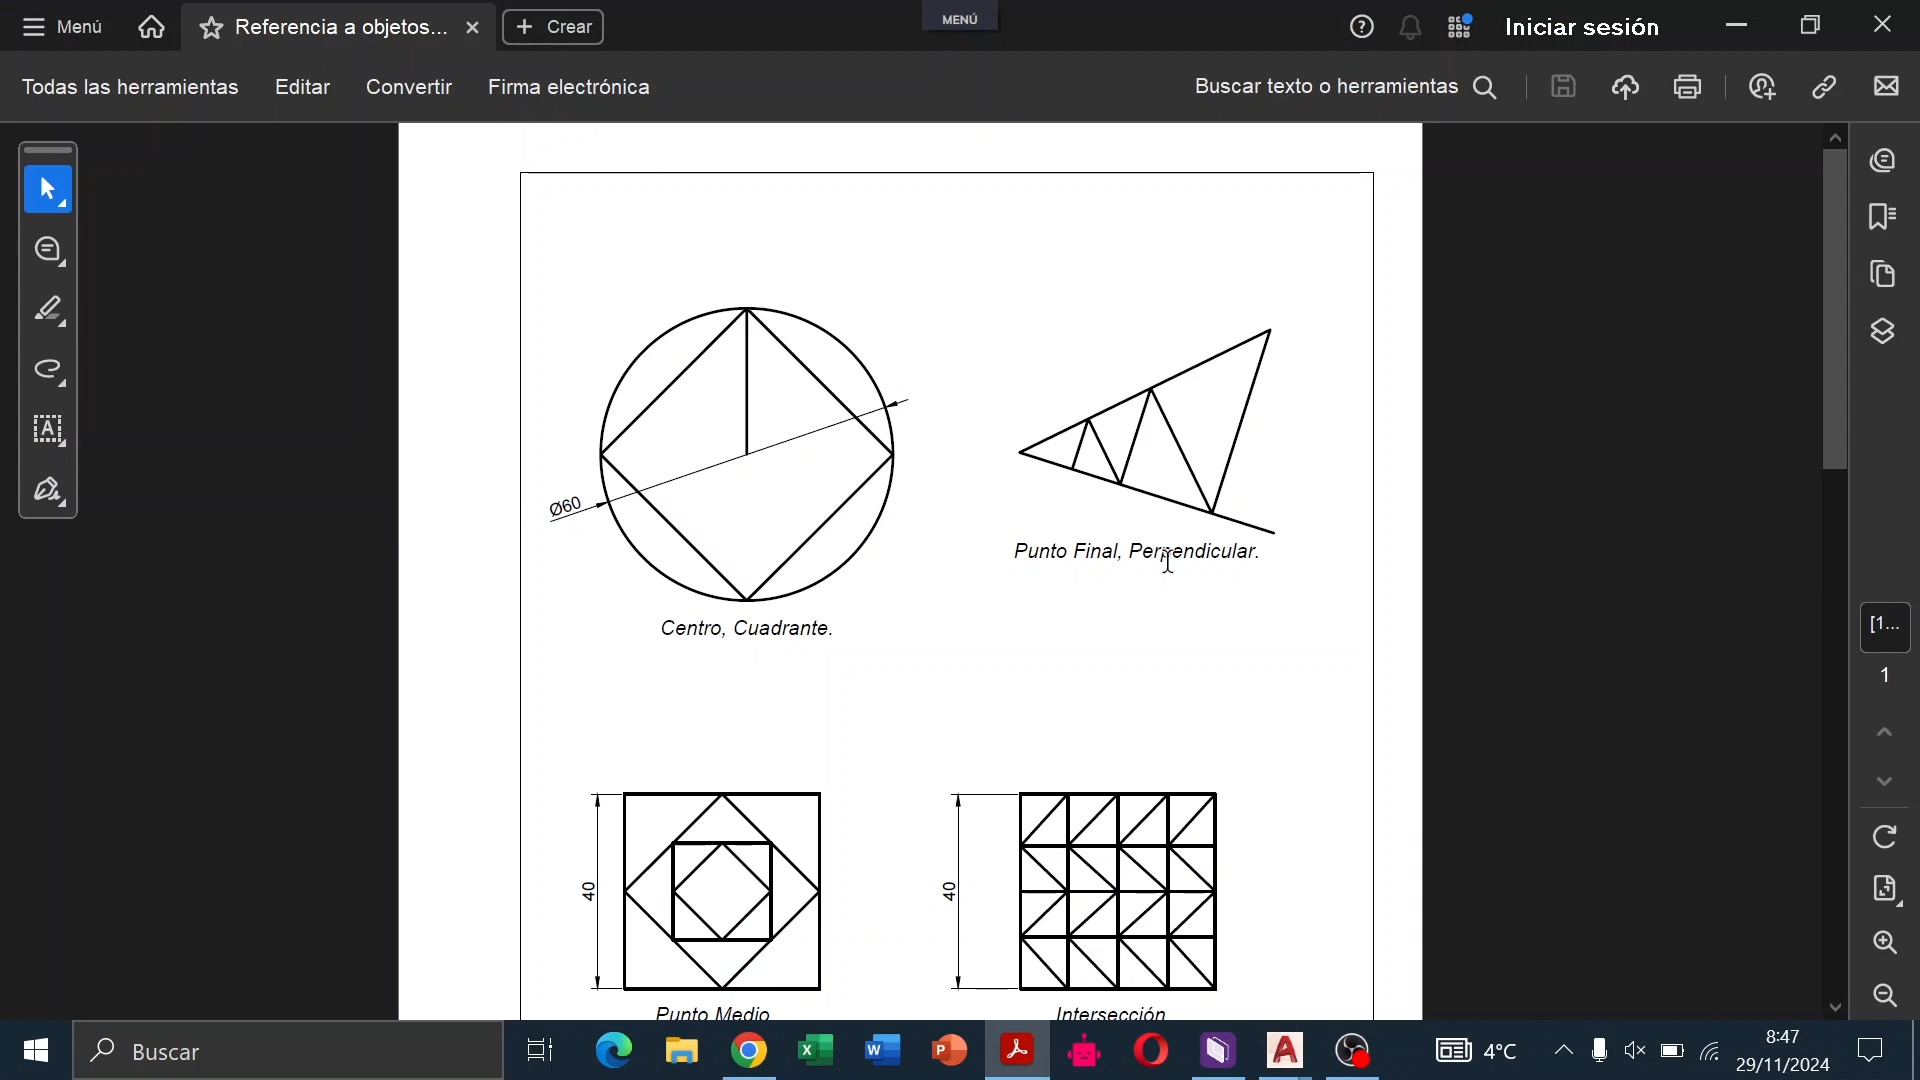 Menú
Referencia a objetos...
Crear
MENÚ
Iniciar sesión
Todas las herramientas
Editar
Convertir
Firma electrónica
Buscar texto o herramientas
Ø60
Punto Final, Perpendicular.
Centro, Cuadrante.
[1...
1
40
40
Punto Medio
Intersección
Buscar
4°C
8:47
29/11/2024